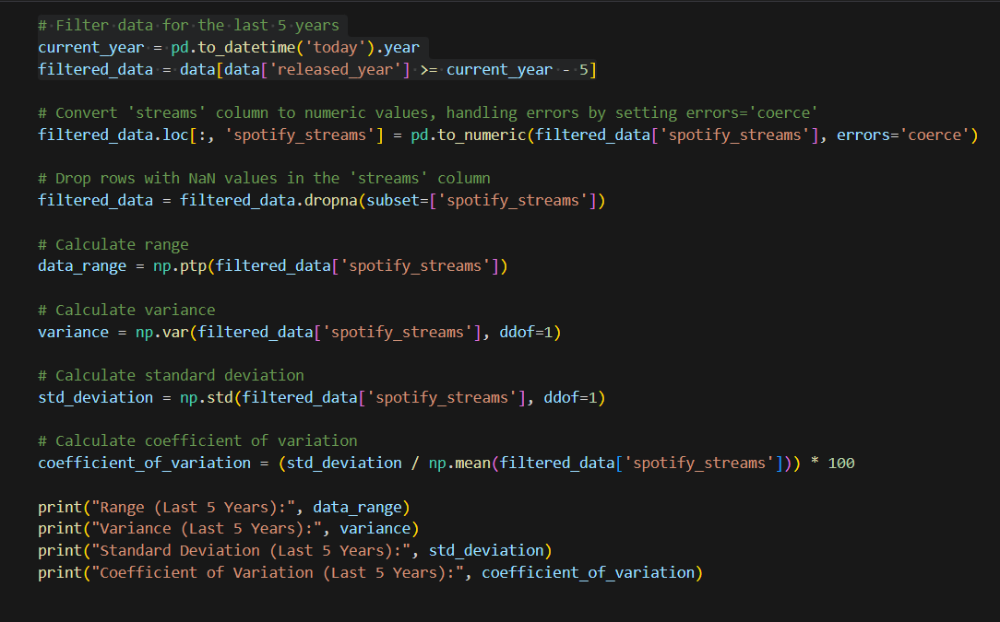 # Filter data for the last 5 years
current_year = pd.to_datetime('today').year
filtered_data = data[data['released_year'] >= current_year - 5]
# Convert 'streams' column to numeric values, handling errors by setting errors='coerce'
filtered_data.loc[:, 'spotify_streams'] = pd.to_numeric(filtered_data['spotify_streams'], errors='coerce')
# Drop rows with NaN values in the 'streams' column
filtered_data = filtered_data.dropna(subset=['spotify_streams'])
# Calculate range
data_range = np.ptp(filtered_data['spotify_streams'])
# Calculate variance
variance = np.var(filtered_data['spotify_streams'], ddof=1)
# Calculate standard deviation
std_deviation = np.std(filtered_data['spotify_streams'], ddof=1)
# Calculate coefficient of variation
coefficient_of_variation = (std_deviation / np.mean(filtered_data['spotify_streams'])) * 100
print("Range (Last 5 Years):", data_range)
print("Variance (Last 5 Years):", variance)
print("Standard Deviation (Last 5 Years):", std_deviation)
print("Coefficient of Variation (Last 5 Years):", coefficient_of_variation)